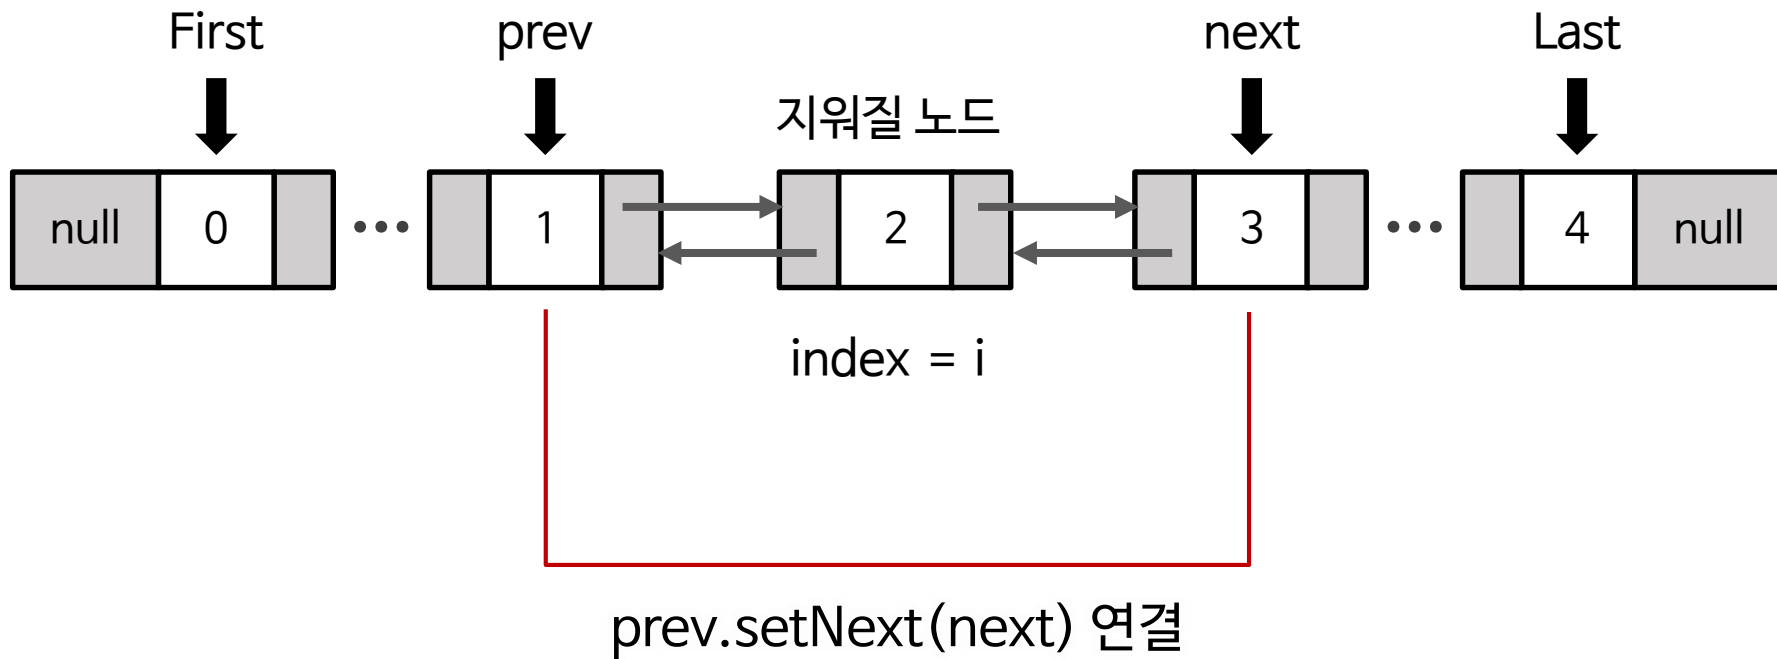 First prev next Last
지워질 노드
null 0 1 2 3 4 null
index = i
prev.setNext(next) 연결